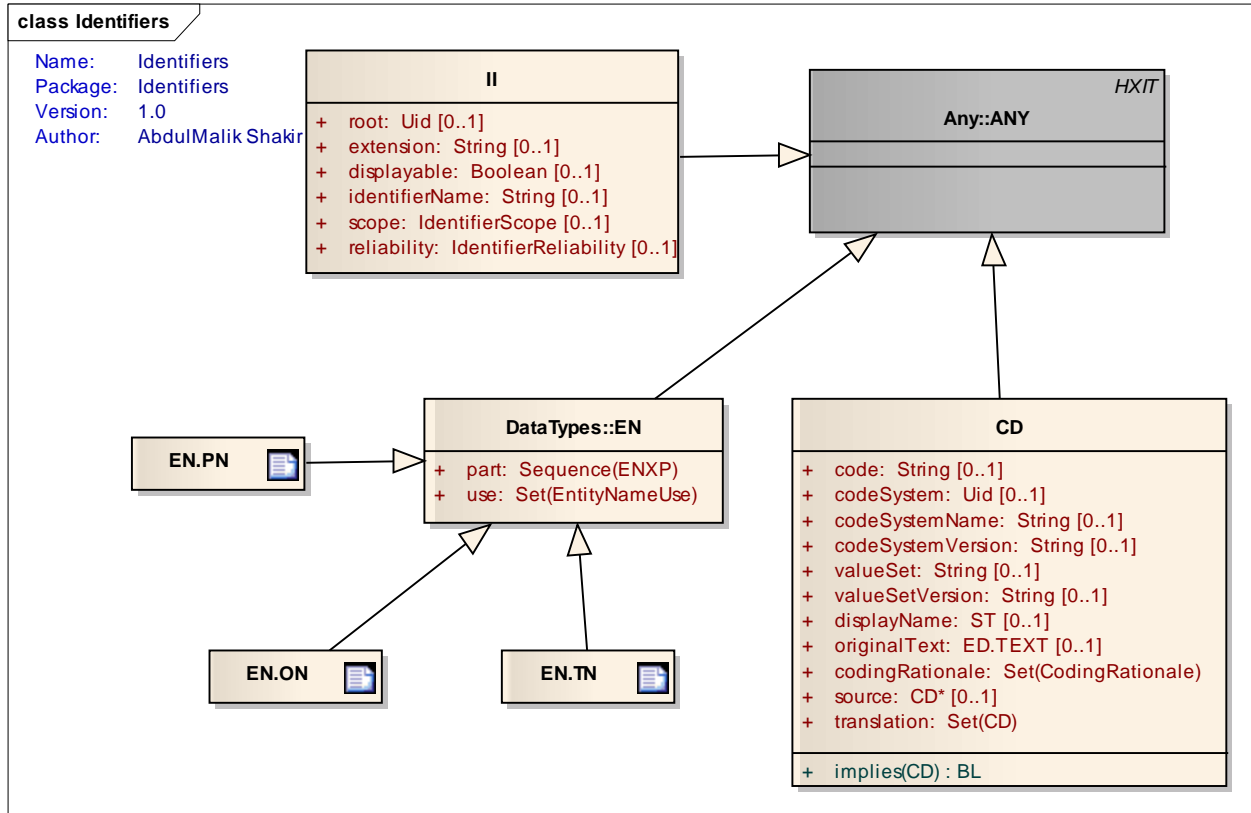 class Identifiers
Name: Identifiers
Package: Identifiers
Version: 1.0
Author: AbdulMalik Shakir
II
+ root: Uid [0..1]
+ extension: String [0..1]
+ displayable: Boolean [0..1]
+ identifierName: String [0..1]
+ scope: IdentifierScope [0..1]
+ reliability: IdentifierReliability [0..1]
HXIT
Any::ANY
DataTypes::EN
+ part: Sequence(ENXP)
+ use: Set(EntityNameUse)
EN.PN
EN.ON
EN.TN
CD
+ code: String [0..1]
+ codeSystem: Uid [0..1]
+ codeSystemName: String [0..1]
+ codeSystemVersion: String [0..1]
+ valueSet: String [0..1]
+ valueSetVersion: String [0..1]
+ displayName: ST [0..1]
+ originalText: ED.TEXT [0..1]
+ codingRationale: Set(CodingRationale)
+ source: CD* [0..1]
+ translation: Set(CD)
+ implies(CD) : BL